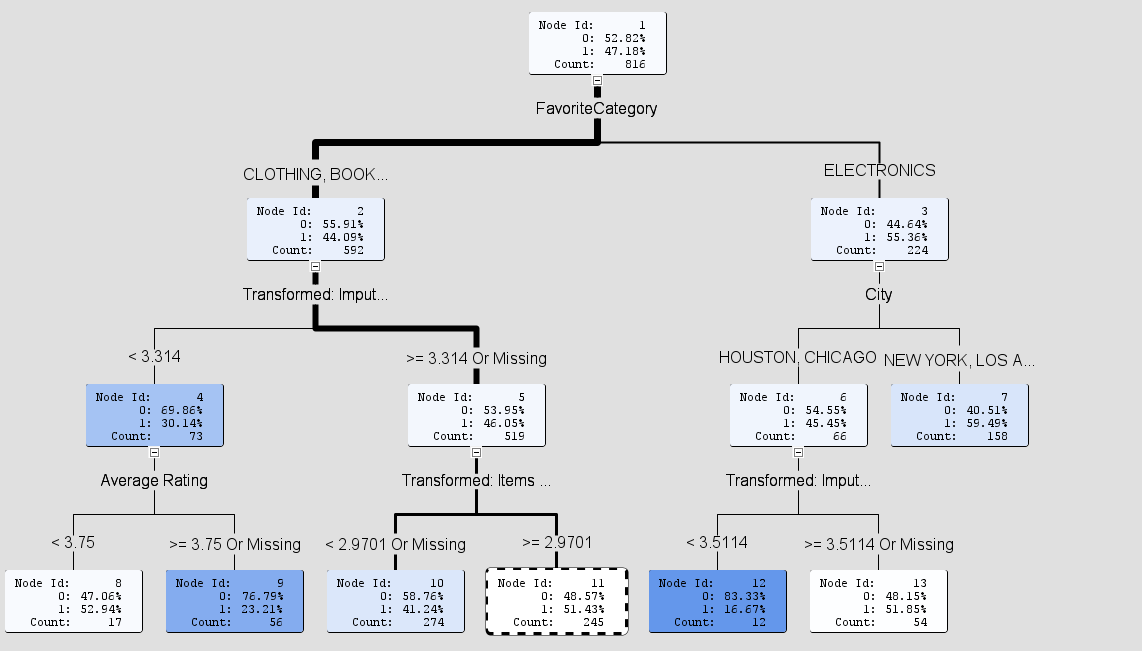 Node Id: 1
0: 52.82%
1: 47.18%
Count: 816
FavoriteCategory
CLOTHING, BOOK...
ELECTRONICS
Node Id: 2
0: 55.91%
1: 44.09%
Count: 592
Node Id: 3
0: 44.64%
1: 55.36%
Count: 224
Transformed: Imput...
City
< 3.314
>= 3.314 Or Missing
HOUSTON, CHICAGO
NEW YORK, LOS A...
Node Id: 4
0: 69.86%
1: 30.14%
Count: 73
Node Id: 5
0: 53.95%
1: 46.05%
Count: 519
Node Id: 6
0: 54.55%
1: 45.45%
Count: 66
Node Id: 7
0: 40.51%
1: 59.49%
Count: 158
Average Rating
Transformed: Items ...
Transformed: Imput...
< 3.75
>= 3.75 Or Missing
< 2.9701 Or Missing
>= 2.9701
< 3.5114
>= 3.5114 Or Missing
Node Id: 8
0: 47.06%
1: 52.94%
Count: 17
Node Id: 9
0: 76.79%
1: 23.21%
Count: 56
Node Id: 10
0: 58.76%
1: 41.24%
Count: 274
Node Id: 11
0: 48.57%
1: 51.43%
Count: 245
Node Id: 12
0: 83.33%
1: 16.67%
Count: 12
Node Id: 13
0: 48.15%
1: 51.85%
Count: 54